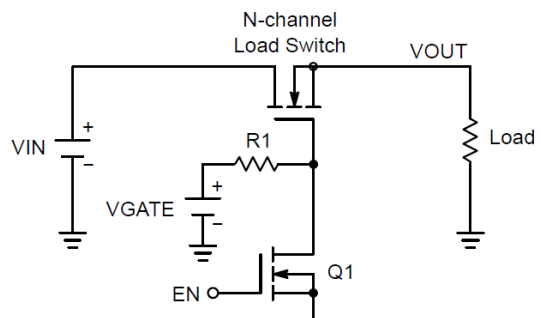 N-channel
Load Switch
VOUT
R1
Load
VIN
+
−
+
VGATE
−
Q1
EN